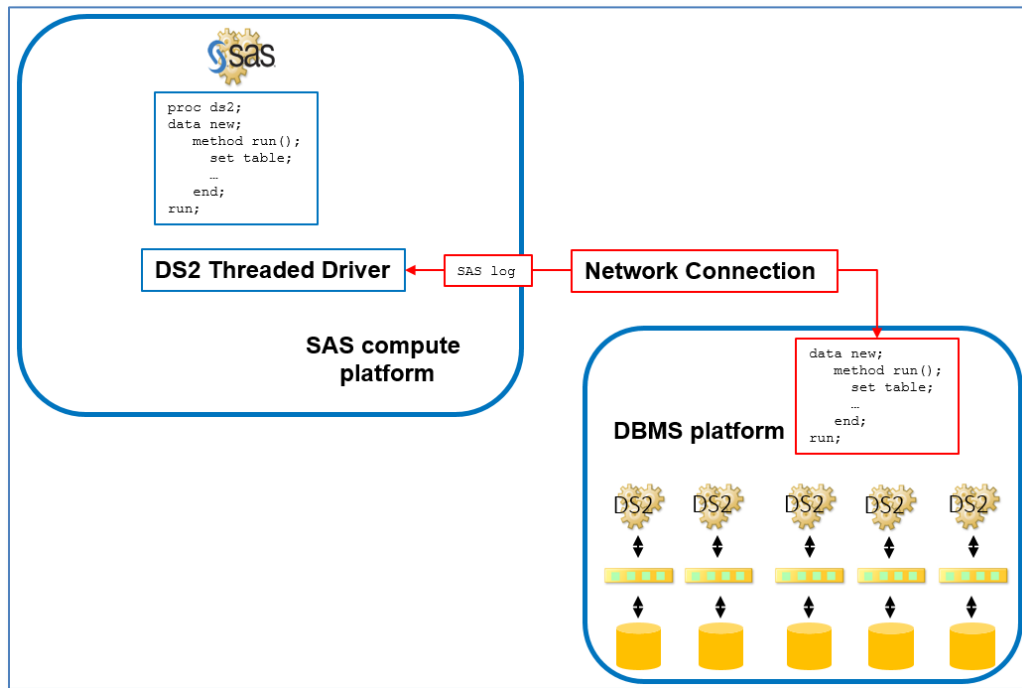 sas
proc ds2;
data new;
method run();
set table;
…
end;
run;
DS2 Threaded Driver
SAS log
Network Connection
SAS compute
platform
data new;
method run();
set table;
…
end;
run;
DBMS platform
DS2 DS2 DS2 DS2 DS2